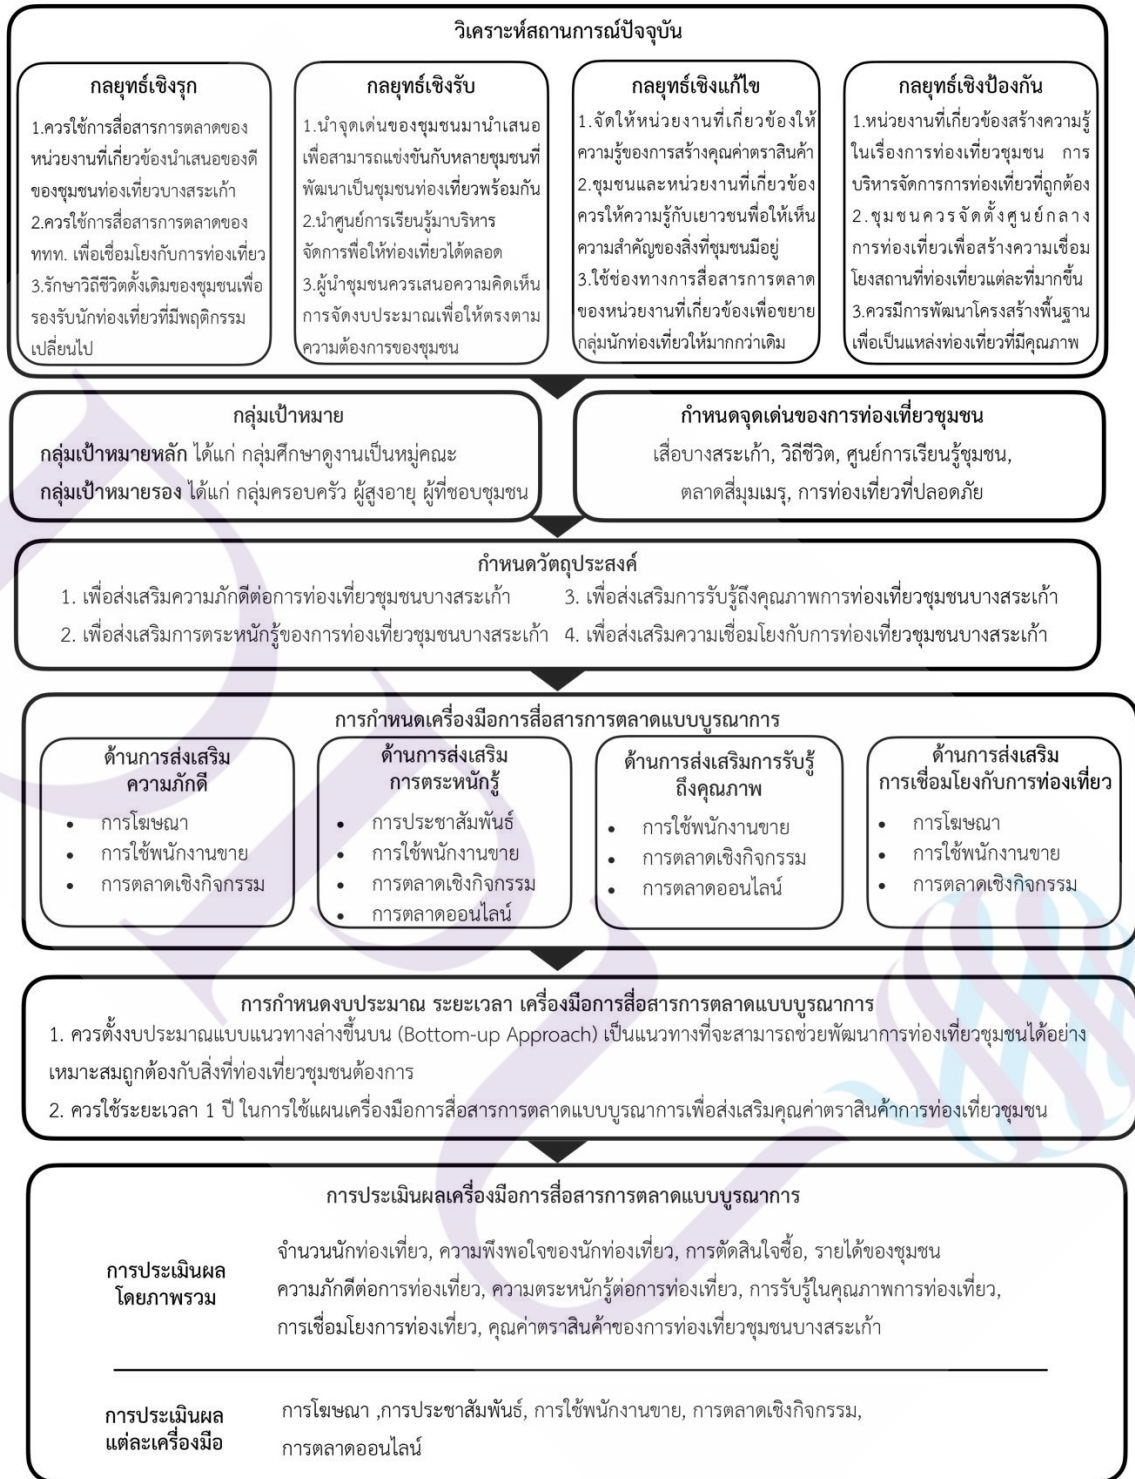 วิเคราะห์สถานการณ์ปัจจุบัน
กลยุทธ์เชิงรุก
1.ควรใช้การสื่อสารการตลาดของ
หน่วยงานที่เกี่ยวข้องนำเสนอของดี
ของชุมชนท่องเที่ยวบางสระเก้า
2.ควรใช้การสื่อสารการตลาดของ
ททท. เพื่อเชื่อมโยงกับการท่องเที่ยว
3.รักษาวิถีชีวิตดั้งเดิมของชุมชนเพื่อ
รองรับนักท่องเที่ยวที่มีพฤติกรรม
เปลี่ยนไป
กลยุทธ์เชิงรับ
1.นำจุดเด่นของชุมชนมานำเสนอ
เพื่อสามารถแข่งขันกับหลายชุมชนที่
พัฒนาเป็นชุมชนท่องเที่ยวพร้อมกัน
2.นำศูนย์การเรียนรู้มาบริหาร
จัดการพื่อให้ท่องเที่ยวได้ตลอด
3.ผู้นำชุมชนควรเสนอความคิดเห็น
การจัดงบประมาณเพื่อให้ตรงตาม
ความต้องการของชุมชน
กลยุทธ์เชิงแก้ไข
1.จัดให้หน่วยงานที่เกี่ยวข้องให้
ความรู้ของการสร้างคุณค่าตราสินค้า
2.ชุมชนและหน่วยงานที่เกี่ยวข้อง
ควรให้ความรู้กับเยาวชนพื่อให้เห็น
ความสำคัญของสิ่งที่ชุมชนมีอยู่
3.ใช้ช่องทางการสื่อสารการตลาด
ของหน่วยงานที่เกี่ยวข้องเพื่อขยาย
กลุ่มนักท่องเที่ยวให้มากกว่าเดิม
กลยุทธ์เชิงป้องกัน
1.หน่วยงานที่เกี่ยวข้องสร้างความรู้
ในเรื่องการท่องเที่ยวชุมชน การ
บริหารจัดการการท่องเที่ยวที่ถูกต้อง
2.ชุมชนควรจัดตั้งศูนย์กลาง
การท่องเที่ยวเพื่อสร้างความเชื่อม
โยงสถานที่ท่องเที่ยวแต่ละที่มากขึ้น
3.ควรมีการพัฒนาโครงสร้างพื้นฐาน
เพื่อเป็นแหล่งท่องเที่ยวที่มีคุณภาพ
กลุ่มเป้าหมาย
กลุ่มเป้าหมายหลัก ได้แก่ กลุ่มศึกษาดูงานเป็นหมู่คณะ
กลุ่มเป้าหมายรอง ได้แก่ กลุ่มครอบครัว ผู้สูงอายุ ผู้ที่ชอบชุมชน
กำหนดจุดเด่นของการท่องเที่ยวชุมชน
เสื่อบางสระเก้า, วิถีชีวิต, ศูนย์การเรียนรู้ชุมชน,
ตลาดสี่มุมเมรุ, การท่องเที่ยวที่ปลอดภัย
กำหนดวัตถุประสงค์
1. เพื่อส่งเสริมความภักดีต่อการท่องเที่ยวชุมชนบางสระเก้า
2. เพื่อส่งเสริมการตระหนักรู้ของการท่องเที่ยวชุมชนบางสระเก้า
3. เพื่อส่งเสริมการรับรู้ถึงคุณภาพการท่องเที่ยวชุมชนบางสระเก้า
4. เพื่อส่งเสริมความเชื่อมโยงกับการท่องเที่ยวชุมชนบางสระเก้า
การกำหนดเครื่องมือการสื่อสารการตลาดแบบบูรณาการ
ด้านการส่งเสริม
ความภักดี
• การโฆษณา
• การใช้พนักงานขาย
• การตลาดเชิงกิจกรรม
ด้านการส่งเสริม
การตระหนักรู้
• การประชาสัมพันธ์
• การใช้พนักงานขาย
• การตลาดเชิงกิจกรรม
• การตลาดออนไลน์
ด้านการส่งเสริมการรับรู้
ถึงคุณภาพ
• การใช้พนักงานขาย
• การตลาดเชิงกิจกรรม
• การตลาดออนไลน์
ด้านการส่งเสริม
การเชื่อมโยงกับการท่องเที่ยว
• การโฆษณา
• การใช้พนักงานขาย
• การตลาดเชิงกิจกรรม
การกำหนดงบประมาณ ระยะเวลา เครื่องมือการสื่อสารการตลาดแบบบูรณาการ
1. ควรตั้งงบประมาณแบบแนวทางล่างขึ้นบน (Bottom-up Approach) เป็นแนวทางที่จะสามารถช่วยพัฒนาการท่องเที่ยวชุมชนได้อย่าง
เหมาะสมถูกต้องกับสิ่งที่ท่องเที่ยวชุมชนต้องการ
2. ควรใช้ระยะเวลา 1 ปี ในการใช้แผนเครื่องมือการสื่อสารการตลาดแบบบูรณาการเพื่อส่งเสริมคุณค่าตราสินค้าการท่องเที่ยวชุมชน
การประเมินผลเครื่องมือการสื่อสารการตลาดแบบบูรณาการ
การประเมินผล
โดยภาพรวม
จำนวนนักท่องเที่ยว, ความพึงพอใจของนักท่องเที่ยว, การตัดสินใจซื้อ, รายได้ของชุมชน
ความภักดีต่อการท่องเที่ยว, ความตระหนักรู้ต่อการท่องเที่ยว, การรับรู้ในคุณภาพการท่องเที่ยว,
การเชื่อมโยงการท่องเที่ยว, คุณค่าตราสินค้าของการท่องเที่ยวชุมชนบางสระเก้า
การประเมินผล
แต่ละเครื่องมือ
การโฆษณา ,การประชาสัมพันธ์, การใช้พนักงานขาย, การตลาดเชิงกิจกรรม,
การตลาดออนไลน์